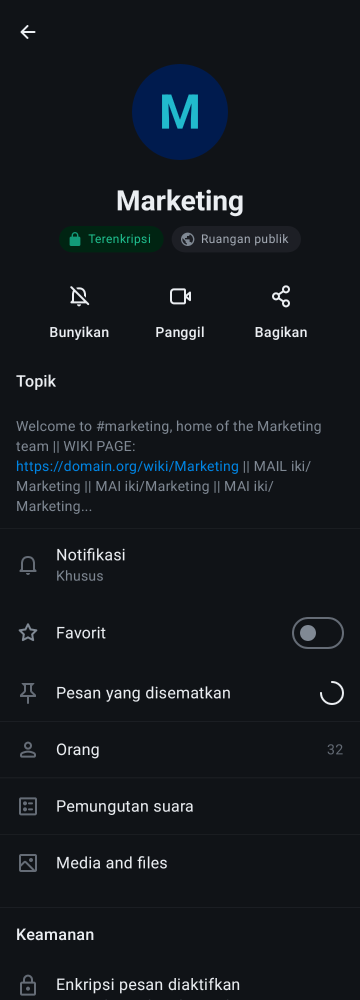 M
Marketing
Terenkripsi
Ruangan publik
Bunyikan
Panggil
Bagikan
Topik
Welcome to #marketing, home of the Marketing
team || WIKI PAGE:
https://domain.org/wiki/Marketing || MAIL iki/
Marketing || MAI iki/Marketing || MAI iki/
Marketing...
Notifikasi
Khusus
Favorit
Pesan yang disematkan
Orang
32
Pemungutan suara
Media and files
Keamanan
Enkripsi pesan diaktifkan